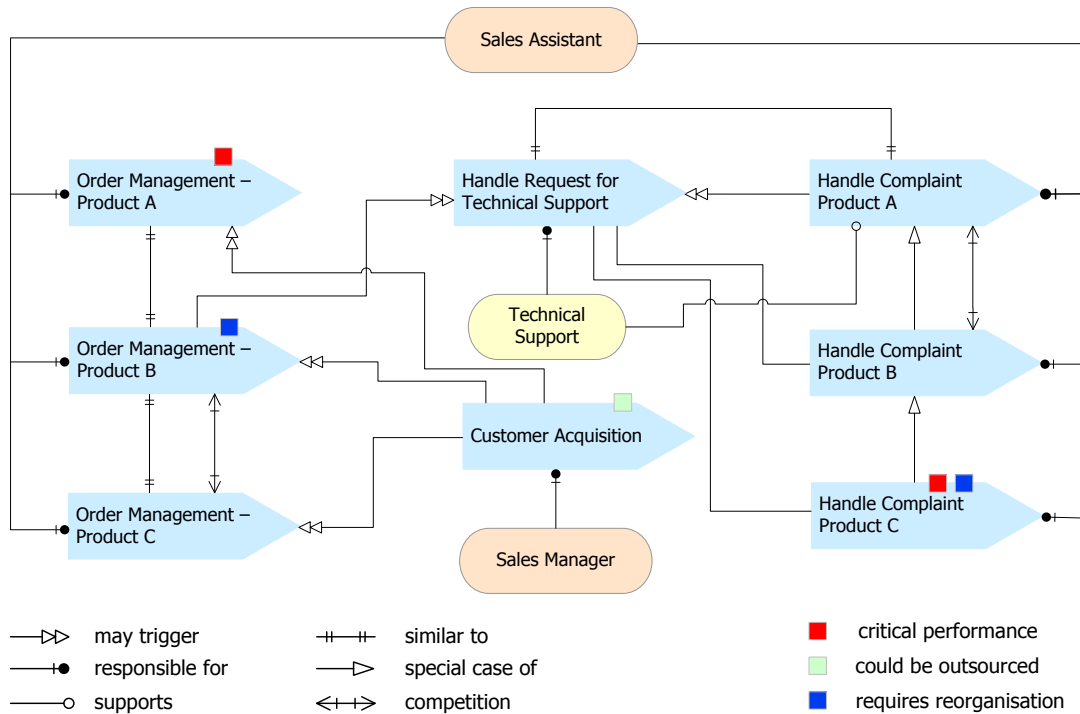 Sales Assistant
Order Management –
Product A
Handle Request for
Technical Support
Handle Complaint
Product A
Technical
Support
Order Management –
Product B
Handle Complaint
Product B
Customer Acquisition
Order Management –
Product C
Handle Complaint
Product C
Sales Manager
may trigger
similar to
critical performance
responsible for
special case of
could be outsourced
supports
competition
requires reorganisation